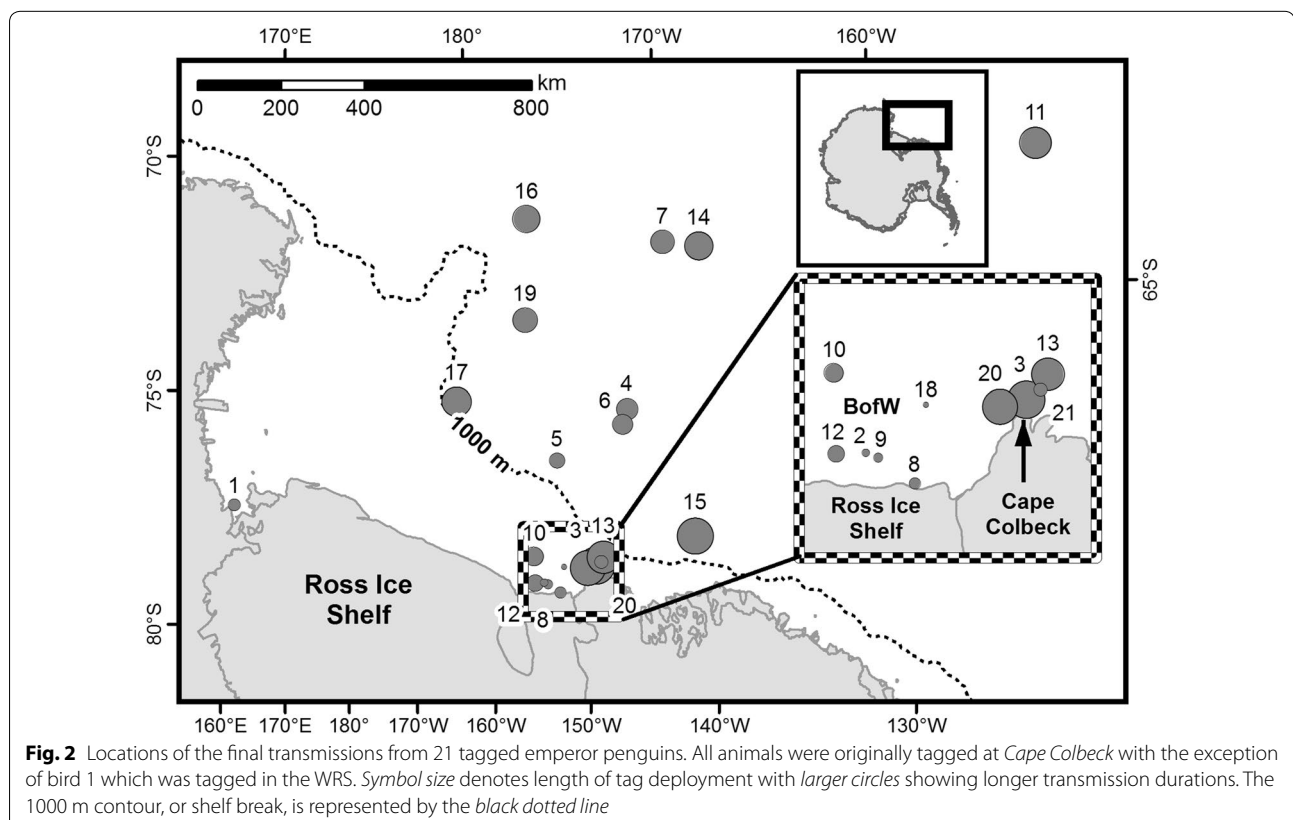 170°E 180° 170°W 160°W
km
0 200 400 800
11
70°S
16
7 14
65°S
19
17
75°S
4
6
1000 m
5
1
15
10 3 13
Ross Ice
Shelf
12 8 20
80°S
13
10
3
18 20
BofW
21
12 2 9
8
Ross Ice
Shelf
Cape
Colbeck
160°E 170°E 180° 170°W 160°W 150°W 140°W 130°W
Fig. 2 Locations of the final transmissions from 21 tagged emperor penguins. All animals were originally tagged at Cape Colbeck with the exception
of bird 1 which was tagged in the WRS. Symbol size denotes length of tag deployment with larger circles showing longer transmission durations. The
1000 m contour, or shelf break, is represented by the black dotted line